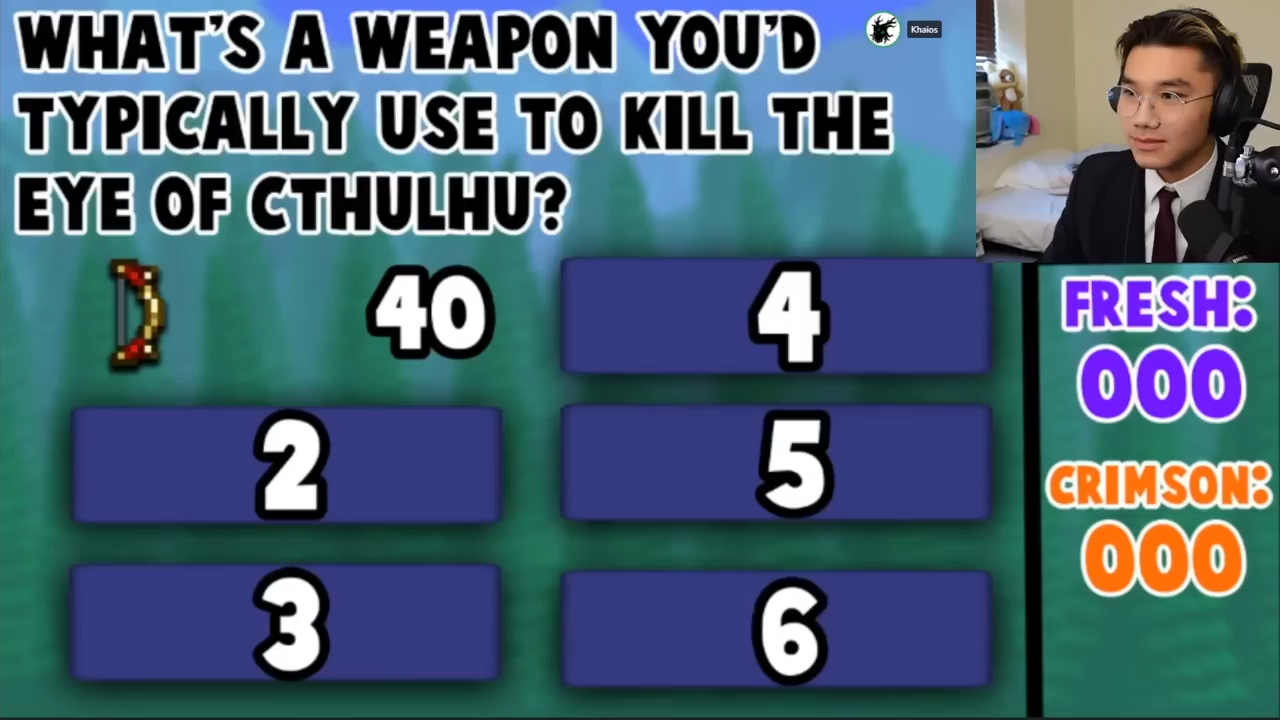 WHAT'S A WEAPON YOU'D
TYPICALLY USE TO KILL THE
EYE OF CTHULHU?
Khaios
40
4
2
5
3
6
FRESH:
000
CRIMSON:
000